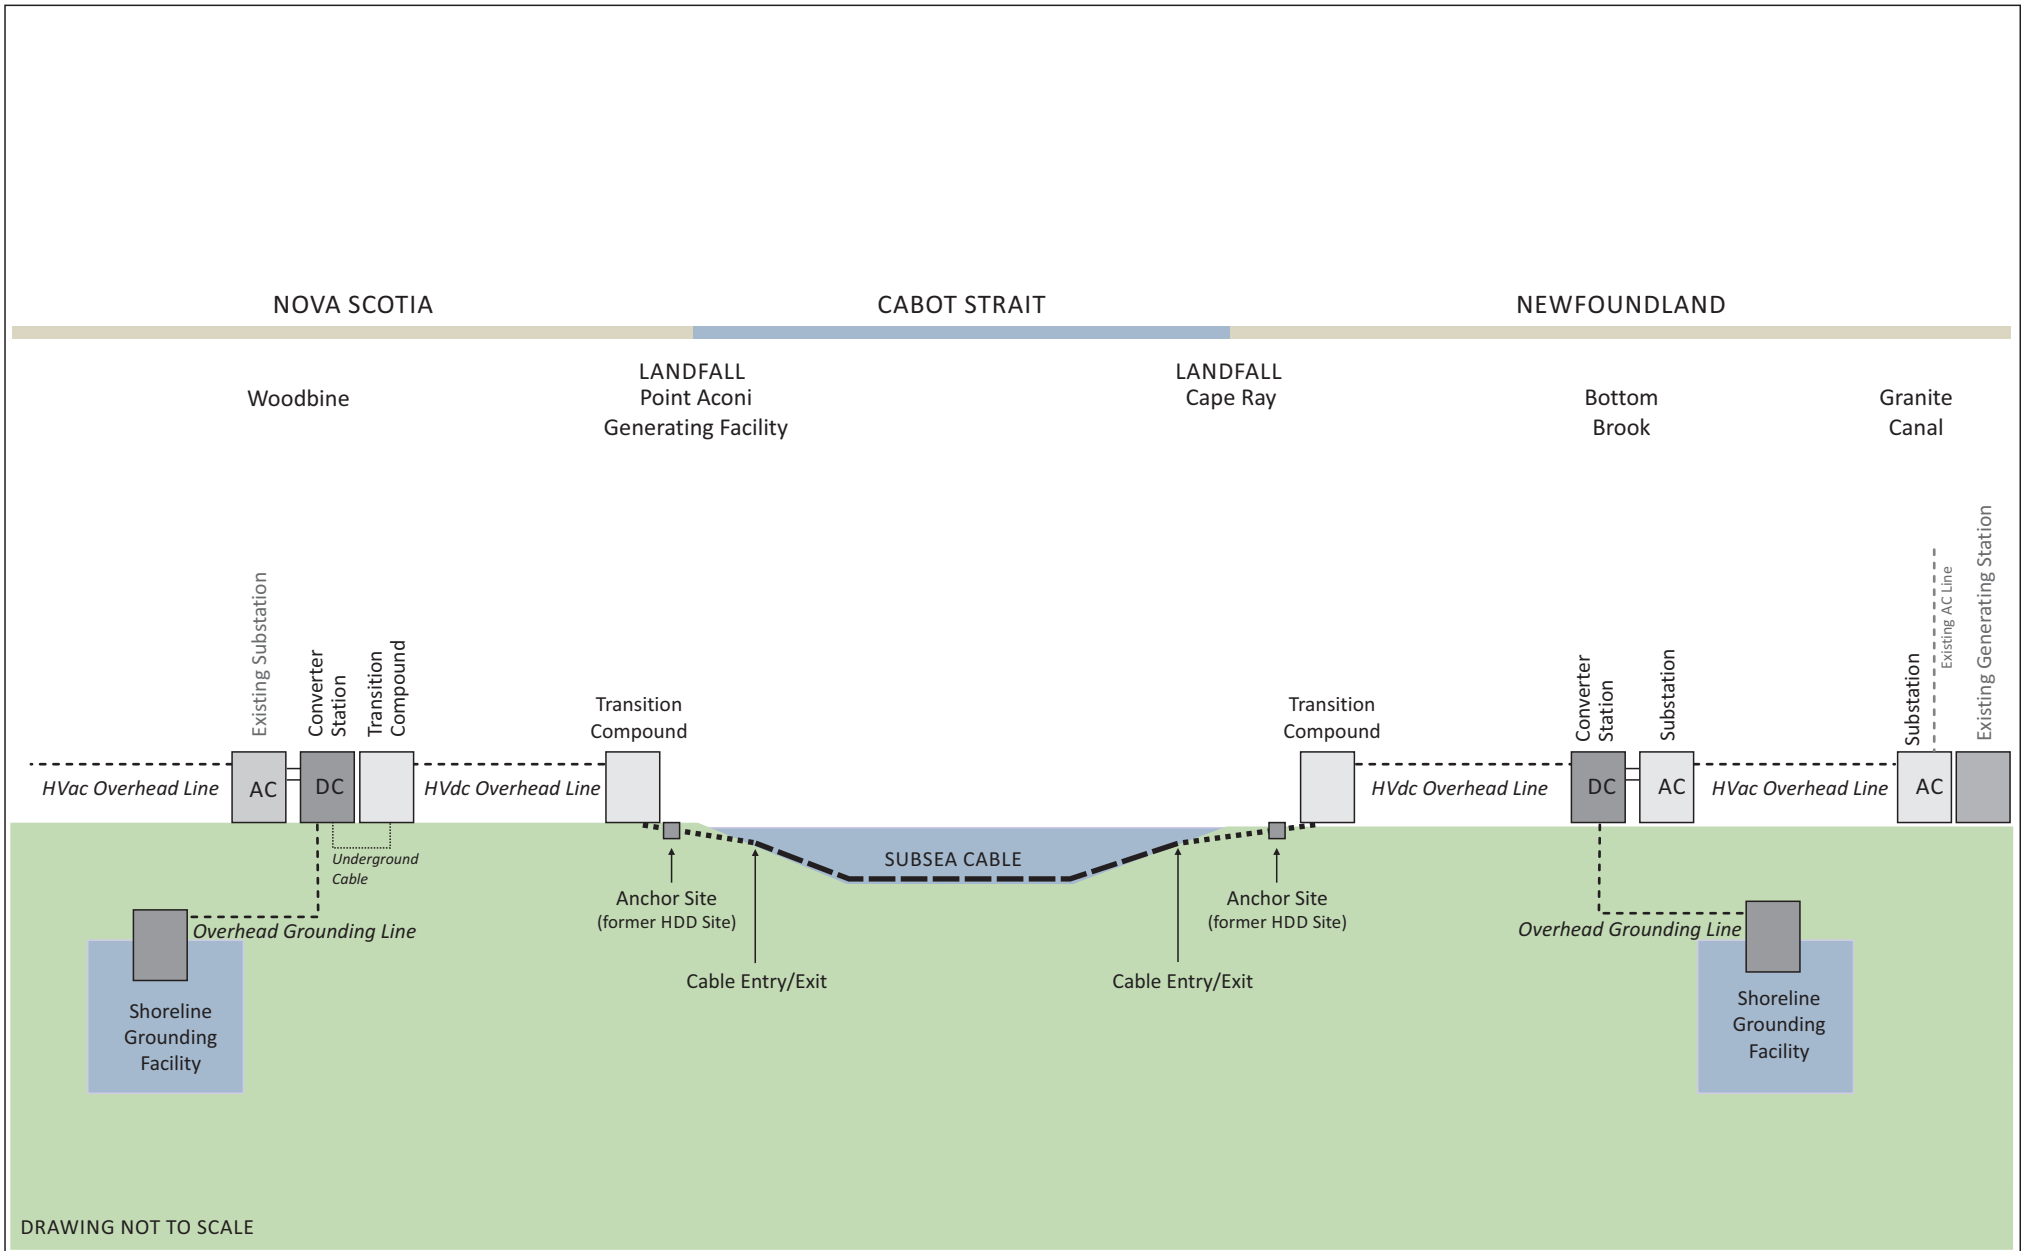 NOVA SCOTIA
CABOT STRAIT
NEWFOUNDLAND
Woodbine
LANDFALL
Point Aconi
Generating Facility
LANDFALL
Cape Ray
Bottom
Brook
Granite
Canal
Existing Substation
Converter
Station
Transition
Compound
Transition
Compound
Transition
Compound
Converter
Station
Substation
Substation
Existing AC Line
Existing Generating Station
HVac Overhead Line
AC
DC
HVdc Overhead Line
HVdc Overhead Line
DC
AC
HVac Overhead Line
AC
Underground
Cable
SUBSEA CABLE
Anchor Site
(former HDD Site)
Anchor Site
(former HDD Site)
Overhead Grounding Line
Overhead Grounding Line
Cable Entry/Exit
Cable Entry/Exit
Shoreline
Grounding
Facility
Shoreline
Grounding
Facility
DRAWING NOT TO SCALE